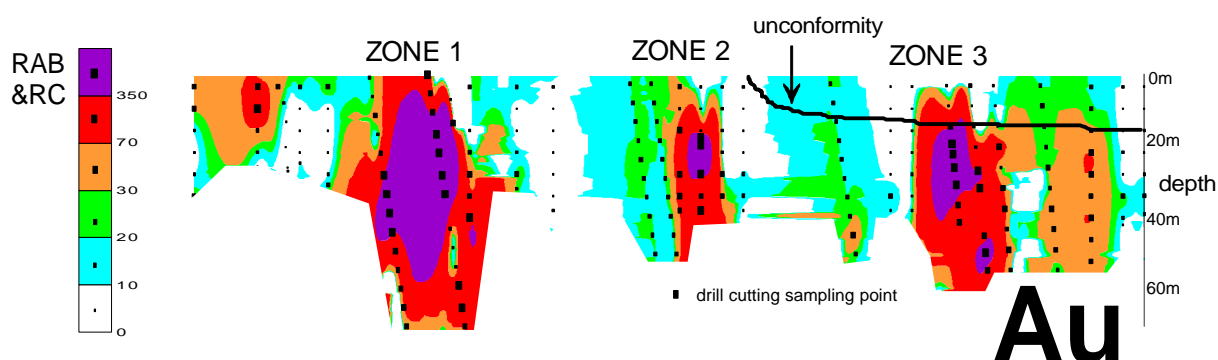 RAB
&RC
350
70
30
20
10
0
ZONE 1
ZONE 2
unconformity
ZONE 3
0m
20m
depth
40m
60m
drill cutting sampling point
Au